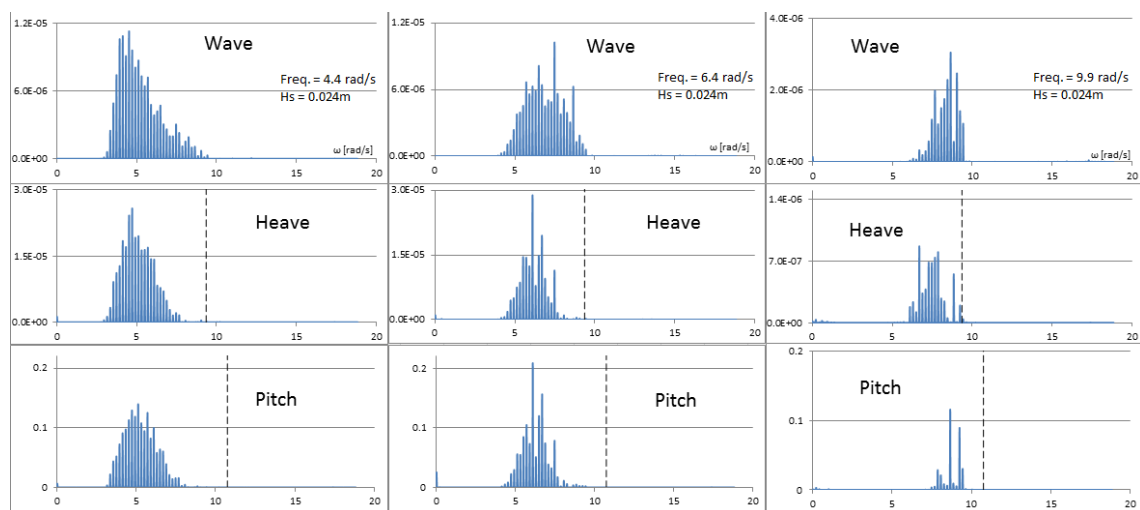 1.2E-05
Wave
Freq. = 4.4 rad/s
Hs = 0.024m
6.0E-06
0.0E+00
ω [rad/s]
0 5 10 15 20
1.2E-05
Wave
Freq. = 6.4 rad/s
Hs = 0.024m
6.0E-06
0.0E+00
ω [rad/s]
0 5 10 15 20
4.0E-06
Wave
Freq. = 9.9 rad/s
Hs = 0.024m
2.0E-06
0.0E+00
ω [rad/s]
0 5 10 15 20
3.0E-05
Heave
1.5E-05
0.0E+00
0 5 10 15 20
3.0E-05
Heave
1.5E-05
0.0E+00
0 5 10 15 20
1.4E-06
Heave
7.0E-07
0.0E+00
0 5 10 15 20
0.2
Pitch
0.1
0
0 5 10 15 20
0.2
Pitch
0.1
0
0 5 10 15 20
0.2
Pitch
0.1
0
0 5 10 15 20